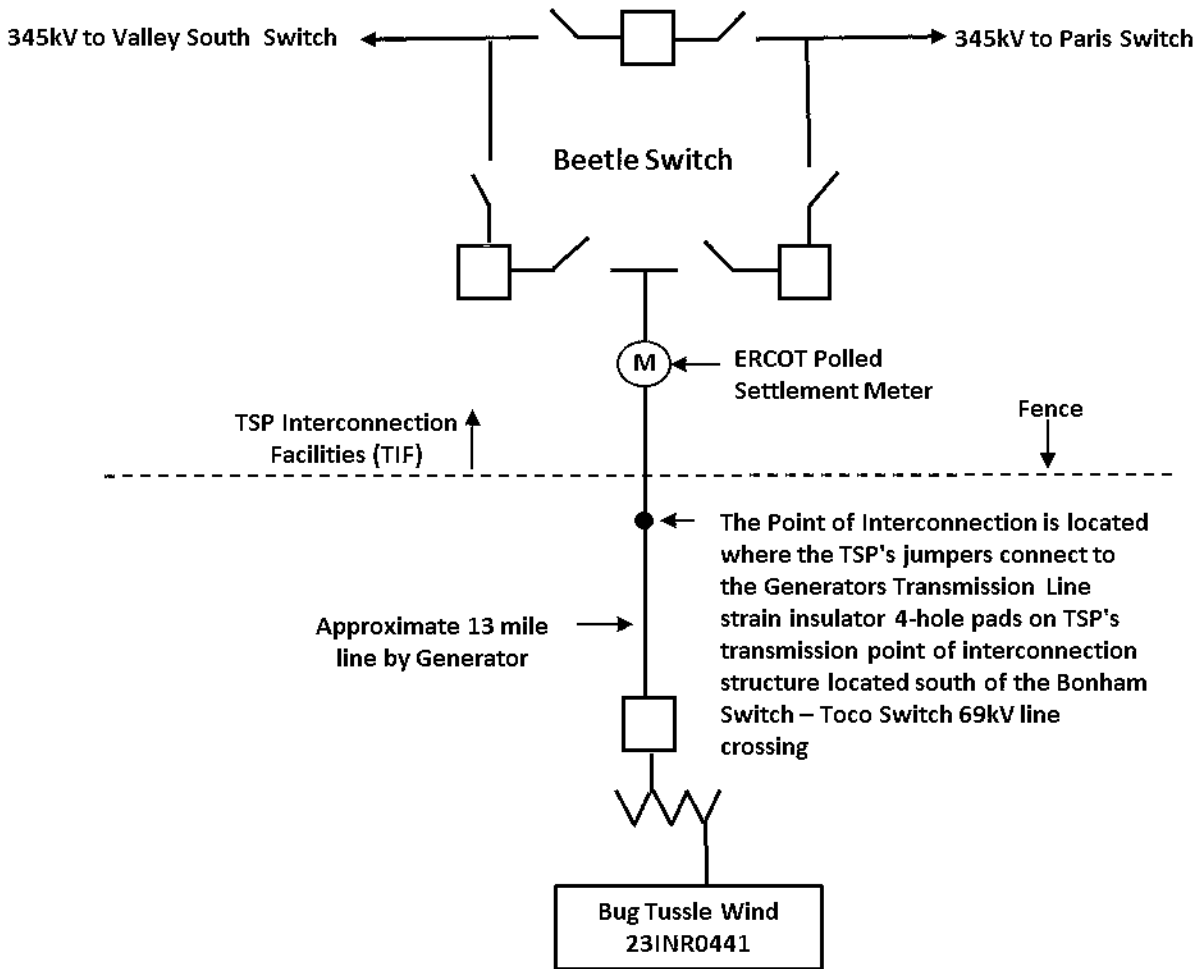 345kV to Valley South Switch
345kV to Paris Switch
Beetle Switch
M
ERCOT Polled
Settlement Meter
TSP Interconnection
Facilities (TIF)
Fence
The Point of Interconnection is located
where the TSP's jumpers connect to
the Generators Transmission Line
strain insulator 4-hole pads on TSP's
transmission point of interconnection
structure located south of the Bonham
Switch – Toco Switch 69kV line
crossing
Approximate 13 mile
line by Generator
Bug Tussle Wind
23INR0441